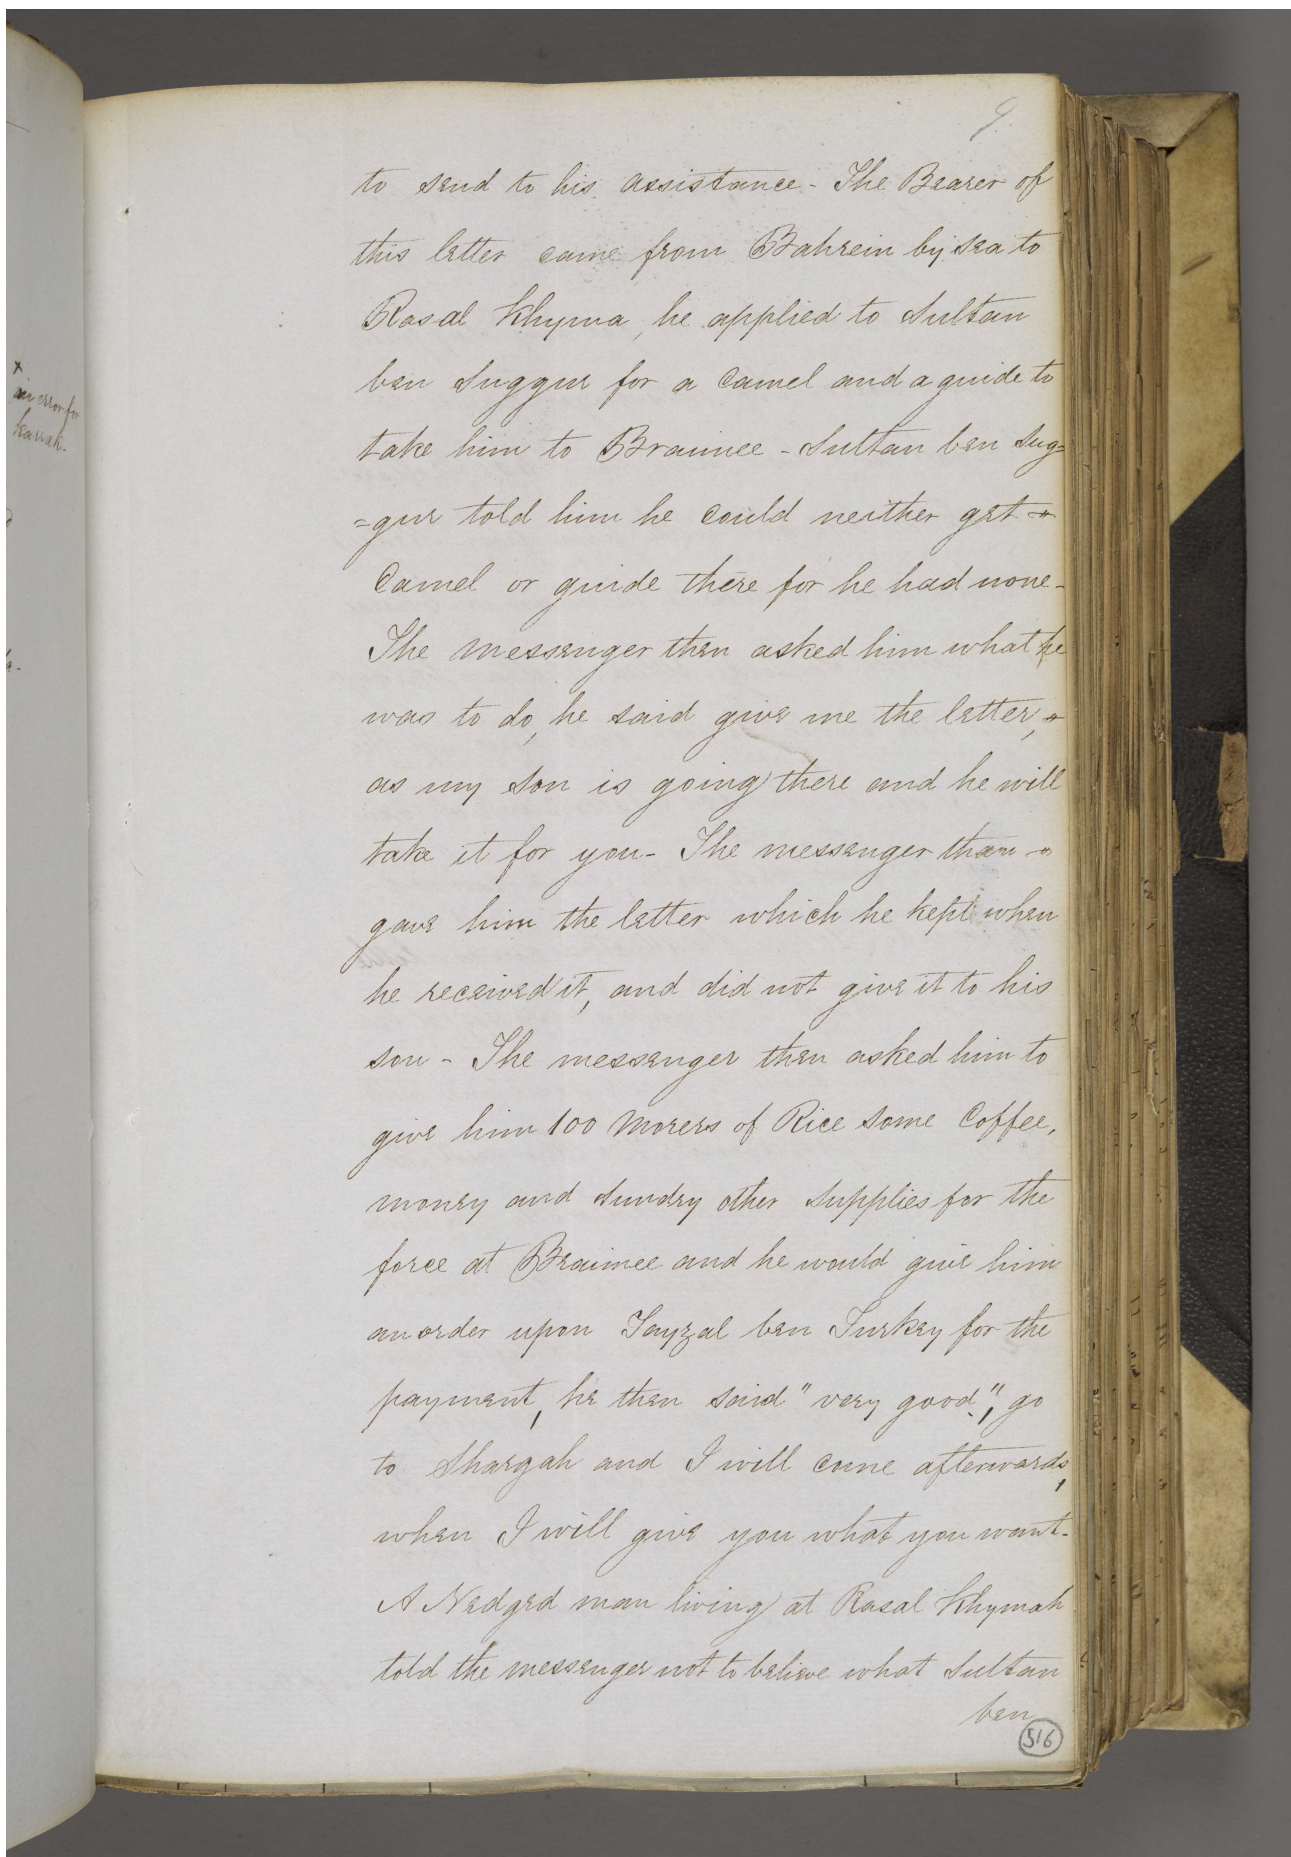 9
to send to his assistance - The Bearer of
this letter came from Bahrein by sea to
Rasal Khyma, he applied to Sultan
ben Suggur for a Camel and a guide to
take him to Braimee - Sultan ben Sug=
=gur told him he could neither get
Camel or guide there for he had none -
The messenger then asked him what he
was to do, he said give me the letter,
as my son is going there and he will
take it for you - The messenger then
gave him the letter which he kept when
he received it, and did not give it to his
son - The messenger then asked him to
give him 100 Morers of Rice some Coffee,
money and sundry other supplies for the
force at Braimee and he would give him
an order upon Fayzal ben Turkey for the
payment, he then said "very good", go
to Shargah and I will come afterwards,
when I will give you what you want -
A Nedged man living at Rasal Khymah
told the messenger not to believe what Sultan
ben
516
x
an error for
Karrak -